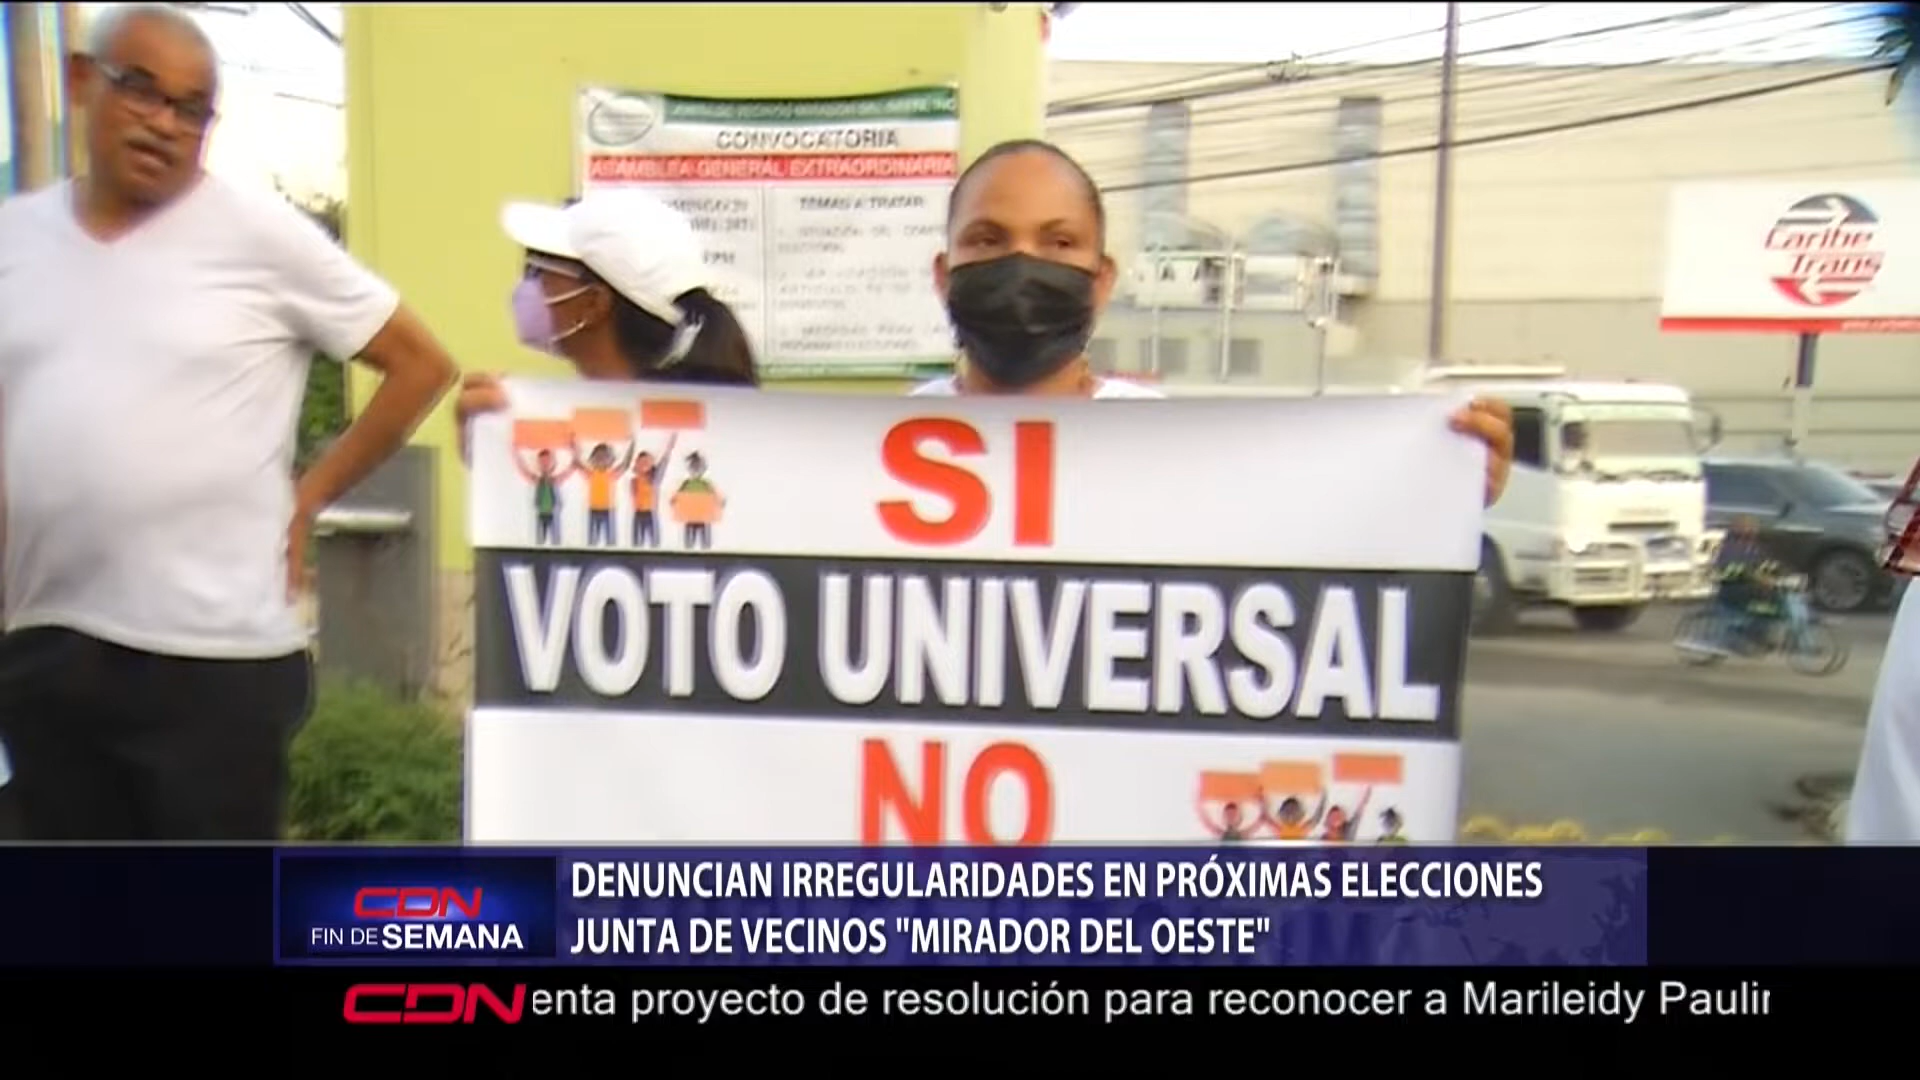 CONVOCATORIA
ASAMBLEA GENERAL EXTRAORDINARIA
TEMAS A TRATAR
Caribe
Trans
SI
VOTO UNIVERSAL
NO
CDN
FIN DE SEMANA
DENUNCIAN IRREGULARIDADES EN PRÓXIMAS ELECCIONES
JUNTA DE VECINOS "MIRADOR DEL OESTE"
CDN enta proyecto de resolución para reconocer a Marileidy Paulin